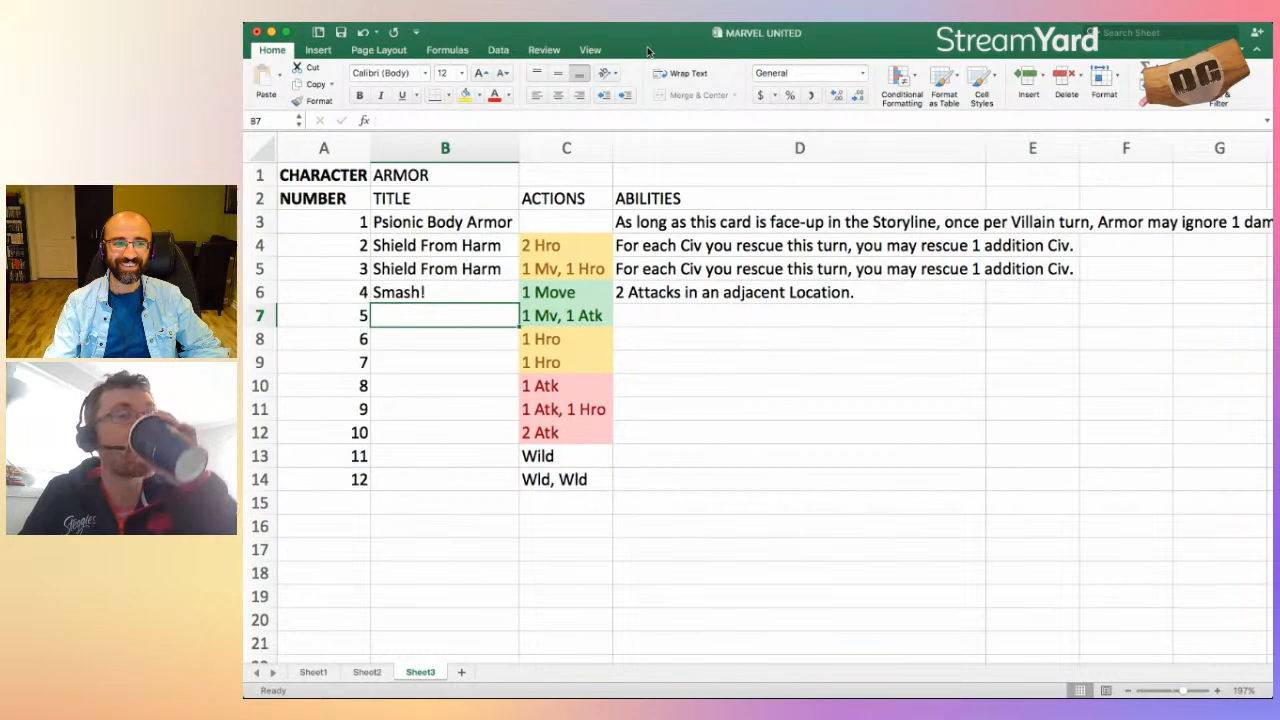 MARVEL UNITED
Search Sheet
StreamYard
DC
Home Insert Page Layout Formulas Data Review View
Paste
Cut
Copy
Format
Calibri (Body) 12
B I U
Wrap Text
Merge & Center
General
$ % )
Conditional Formatting
Format as Table
Cell Styles
Insert
Delete
Format
& Filter
B7 fx
A B C D E F G
1 CHARACTER ARMOR
2 NUMBER TITLE ACTIONS ABILITIES
3 1 Psionic Body Armor As long as this card is face-up in the Storyline, once per Villain turn, Armor may ignore 1 dam
4 2 Shield From Harm 2 Hro For each Civ you rescue this turn, you may rescue 1 addition Civ.
5 3 Shield From Harm 1 Mv, 1 Hro For each Civ you rescue this turn, you may rescue 1 addition Civ.
6 4 Smash! 1 Move 2 Attacks in an adjacent Location.
7 5 1 Mv, 1 Atk
8 6 1 Hro
9 7 1 Hro
10 8 1 Atk
11 9 1 Atk, 1 Hro
12 10 2 Atk
13 11 Wild
14 12 Wld, Wld
15
16
17
18
19
20
21
Sheet1 Sheet2 Sheet3 +
Ready
197%